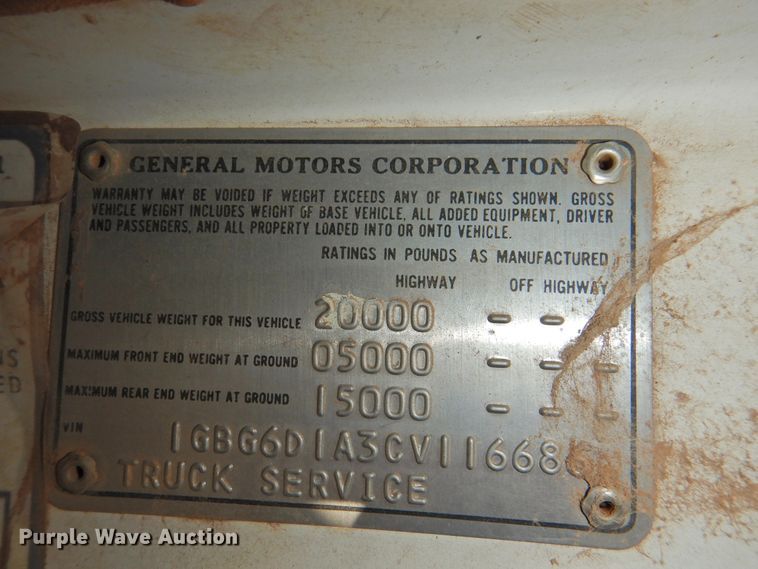 GENERAL MOTORS CORPORATION
WARRANTY MAY BE VOIDED IF WEIGHT EXCEEDS ANY OF RATINGS SHOWN. GROSS
VEHICLE WEIGHT INCLUDES WEIGHT OF BASE VEHICLE, ALL ADDED EQUIPMENT, DRIVER
AND PASSENGERS, AND ALL PROPERTY LOADED INTO OR ONTO VEHICLE.
RATINGS IN POUNDS AS MANUFACTURED
HIGHWAY OFF HIGHWAY
GROSS VEHICLE WEIGHT FOR THIS VEHICLE 20000 - - -
MAXIMUM FRONT END WEIGHT AT GROUND 05000 - - -
MAXIMUM REAR END WEIGHT AT GROUND 15000 - - -
VIN
TRUCK SERVICE
NS
ED
Purple Wave Auction